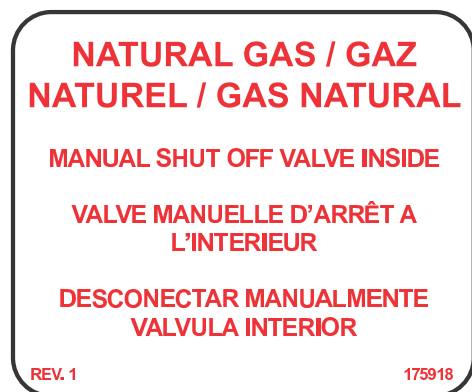 NATURAL GAS / GAZ
NATUREL / GAS NATURAL
MANUAL SHUT OFF VALVE INSIDE
VALVE MANUELLE D'ARRÊT A
L'INTERIEUR
DESCONECTAR MANUALMENTE
VALVULA INTERIOR
REV. 1 175918